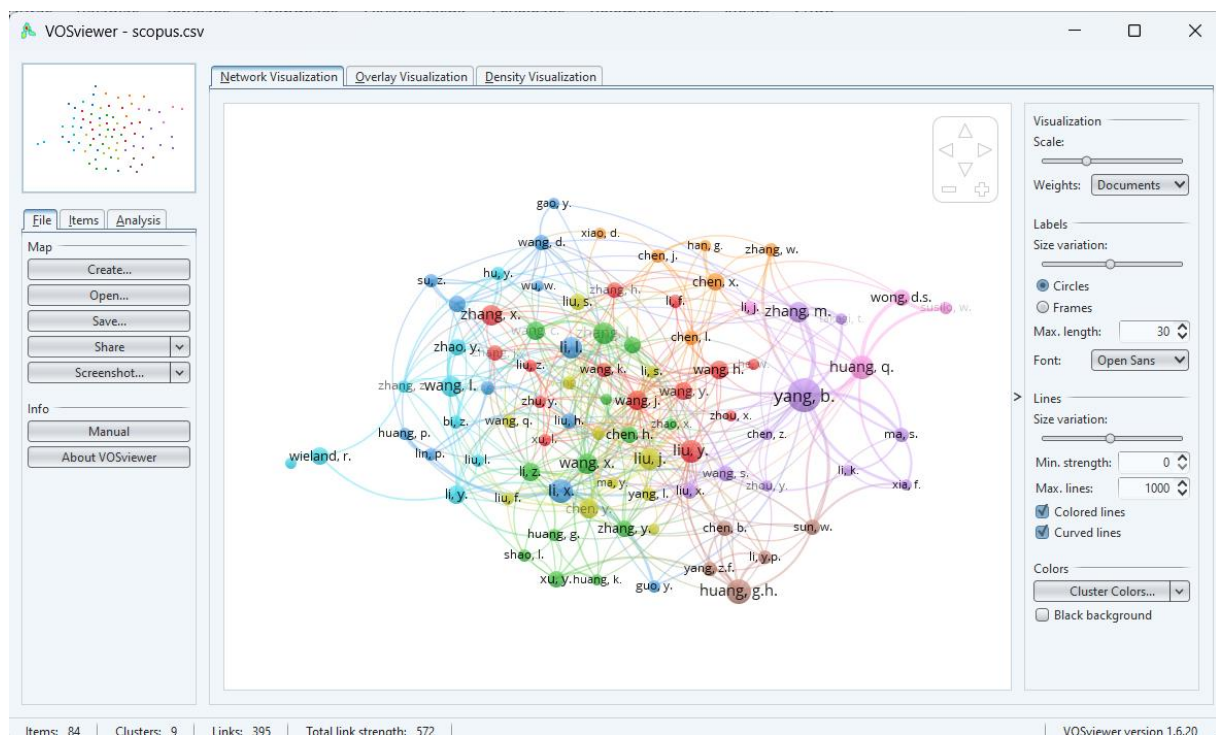 VOSviewer - scopus.csv
Network Visualization Overlay Visualization Density Visualization
File Items Analysis
Map
Create...
Open...
Save...
Share
Screenshot...
Info
Manual
About VOSviewer
gao, y.
xiao, d.
wang, d.
han, g.
zhang, w.
chen, j.
hu, y.
su, z.
wu, w.
zhang, h.
chen, x.
liu, s.
li, f.
wong, d.s.
susilo, w.
li, j.
zhang, m.
zhang, x.
chen, l.
zhao, y.
li, l.
liu, z.
wang, k.
li, s.
wang, h.
huang, q.
wang, l.
wang, y.
yang, b.
zhu, y.
wang, j.
zhou, x.
bi, z.
wang, q.
liu, h.
zhao, x.
huang, p.
xu, l.
chen, h.
chen, z.
ma, s.
wieland, r.
lin, p.
liu, l.
wang, x.
liu, j.
liu, y.
li, z.
wang, s.
li, k.
li, y.
liu, f.
li, x.
ma, y.
yang, l.
liu, x.
zhou, y.
xia, f.
chen, y.
huang, g.
zhang, y.
chen, b.
sun, w.
shao, l.
li, y.p.
yang, z.f.
xu, y.
huang, k.
guo, y.
huang, g.h.
>
Visualization
Scale:
Weights: Documents
Labels
Size variation:
Circles
Frames
Max. length: 30
Font: Open Sans
Lines
Size variation:
Min. strength: 0
Max. lines: 1000
Colored lines
Curved lines
Colors
Cluster Colors...
Black background
Items: 84 Clusters: 9 Links: 395 Total link strength: 572 VOSviewer version 1.6.20